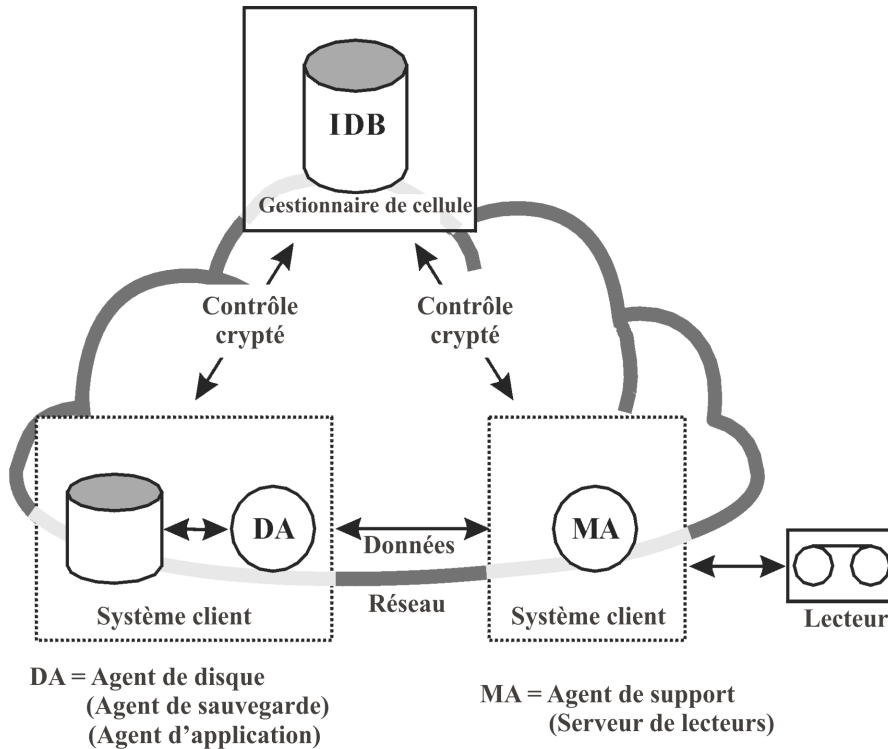 IDB
Gestionnaire de cellule
Contrôle
crypté
Contrôle
crypté
DA
Données
MA
Système client
Réseau
Système client
Lecteur
DA = Agent de disque
(Agent de sauvegarde)
(Agent d’application)
MA = Agent de support
(Serveur de lecteurs)